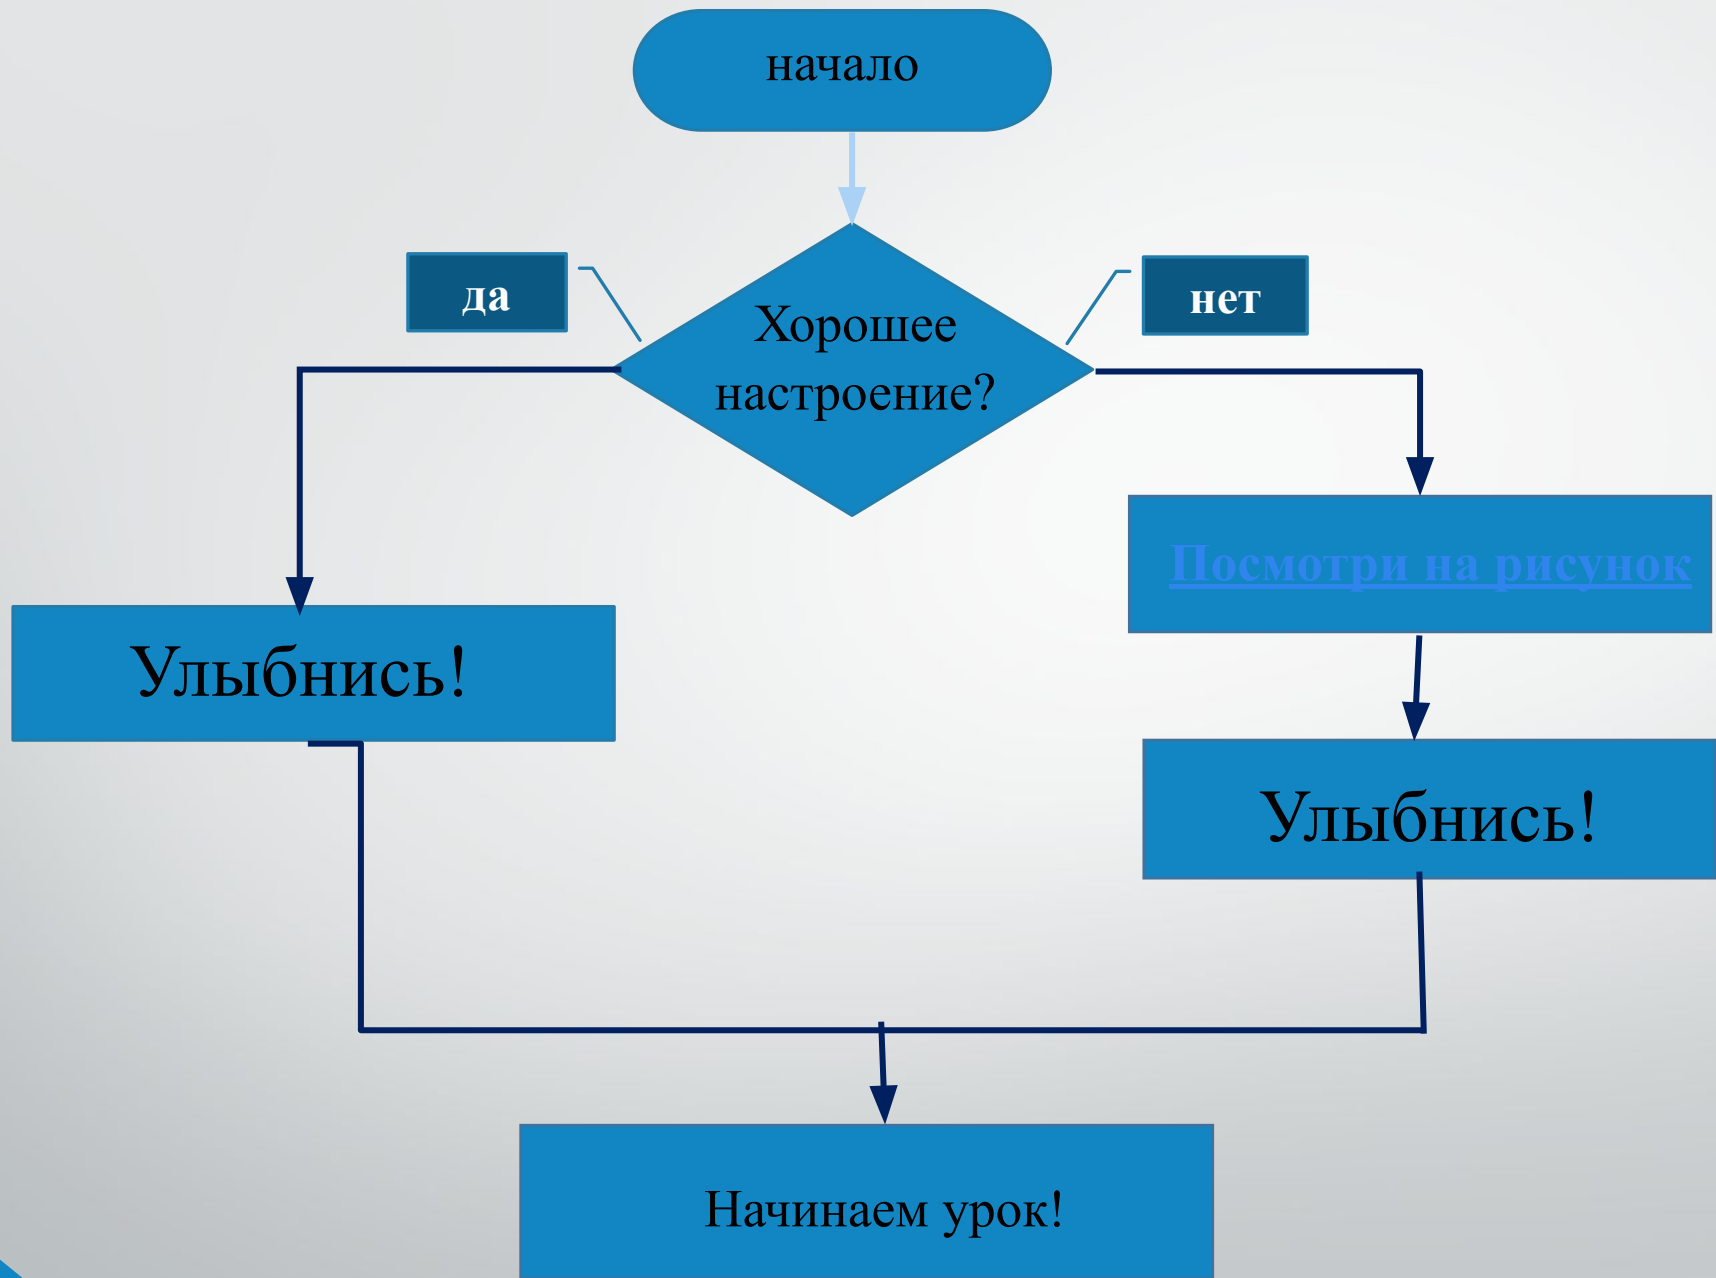 начало
да
нет
Хорошее
настроение?
Посмотри на рисунок
Улыбнись!
Улыбнись!
Начинаем урок!